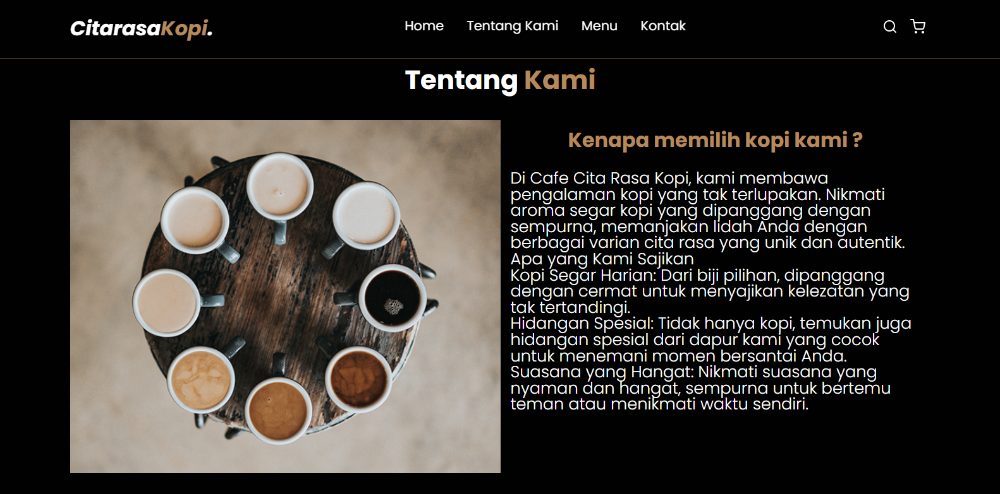 CitarasaKopi.
Home Tentang Kami Menu Kontak
Tentang Kami
Kenapa memilih kopi kami ?
Di Cafe Cita Rasa Kopi, kami membawa
pengalaman kopi yang tak terlupakan. Nikmati
aroma segar kopi yang dipanggang dengan
sempurna, memanjakan lidah Anda dengan
berbagai varian cita rasa yang unik dan autentik.
Apa yang Kami Sajikan
Kopi Segar Harian: Dari biji pilihan, dipanggang
dengan cermat untuk menyajikan kelezatan yang
tak tertandingi.
Hidangan Spesial: Tidak hanya kopi, temukan juga
hidangan spesial dari dapur kami yang cocok
untuk menemani momen bersantai Anda.
Suasana yang Hangat: Nikmati suasana yang
nyaman dan hangat, sempurna untuk bertemu
teman atau menikmati waktu sendiri.